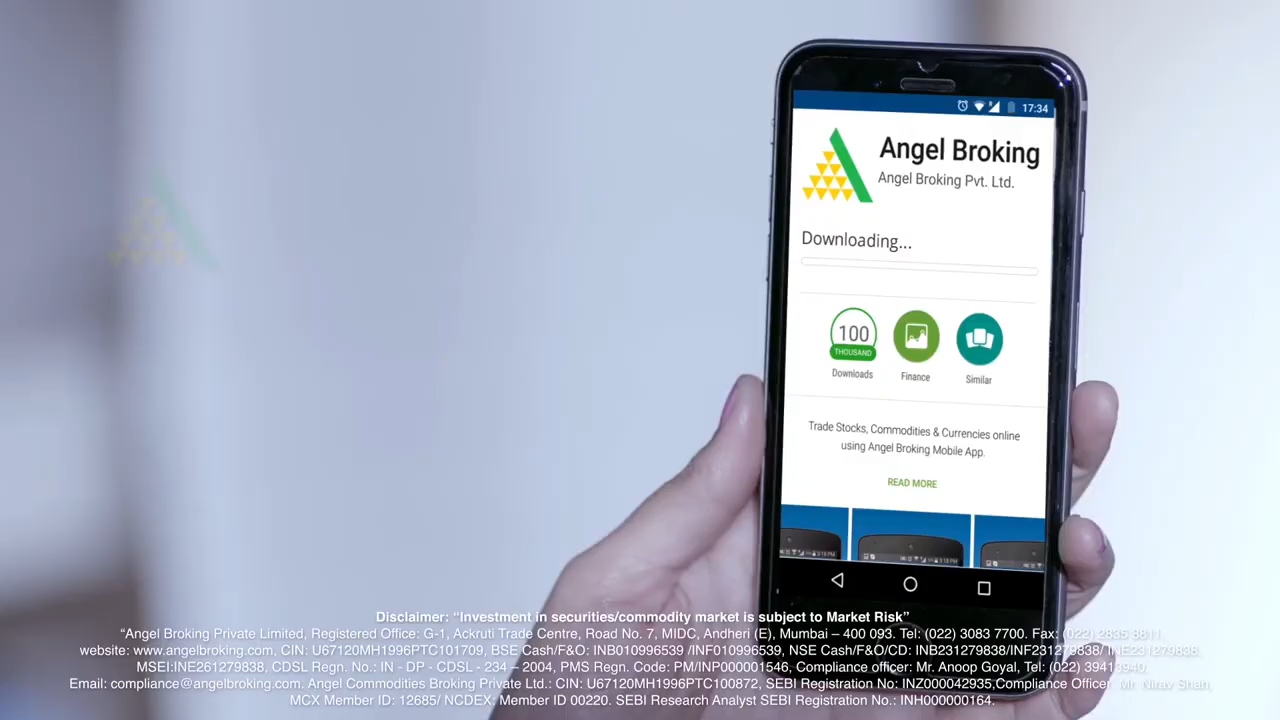 17:34
Angel Broking
Angel Broking Pvt. Ltd.
Downloading...
100
THOUSAND
Downloads
Finance
Similar
Trade Stocks, Commodities & Currencies online
using Angel Broking Mobile App.
READ MORE
Disclaimer: “Investment in securities/commodity market is subject to Market Risk”
“Angel Broking Private Limited, Registered Office: G-1, Ackruti Trade Centre, Road No. 7, MIDC, Andheri (E), Mumbai – 400 093. Tel: (022) 3083 7700. Fax: (022) 2835 8811,
website: www.angelbroking.com, CIN: U67120MH1996PTC101709, BSE Cash/F&O: INB010996539 /INF010996539, NSE Cash/F&O/CD: INB231279838/INF231279838/ INE231279838,
MSEI:INE261279838, CDSL Regn. No.: IN - DP - CDSL - 234 – 2004, PMS Regn. Code: PM/INP000001546, Compliance officer: Mr. Anoop Goyal, Tel: (022) 39413940,
Email: compliance@angelbroking.com. Angel Commodities Broking Private Ltd.: CIN: U67120MH1996PTC100872, SEBI Registration No: INZ000042935,Compliance Officer: Mr. Nirav Shah,
MCX Member ID: 12685/ NCDEX: Member ID 00220. SEBI Research Analyst SEBI Registration No.: INH000000164.